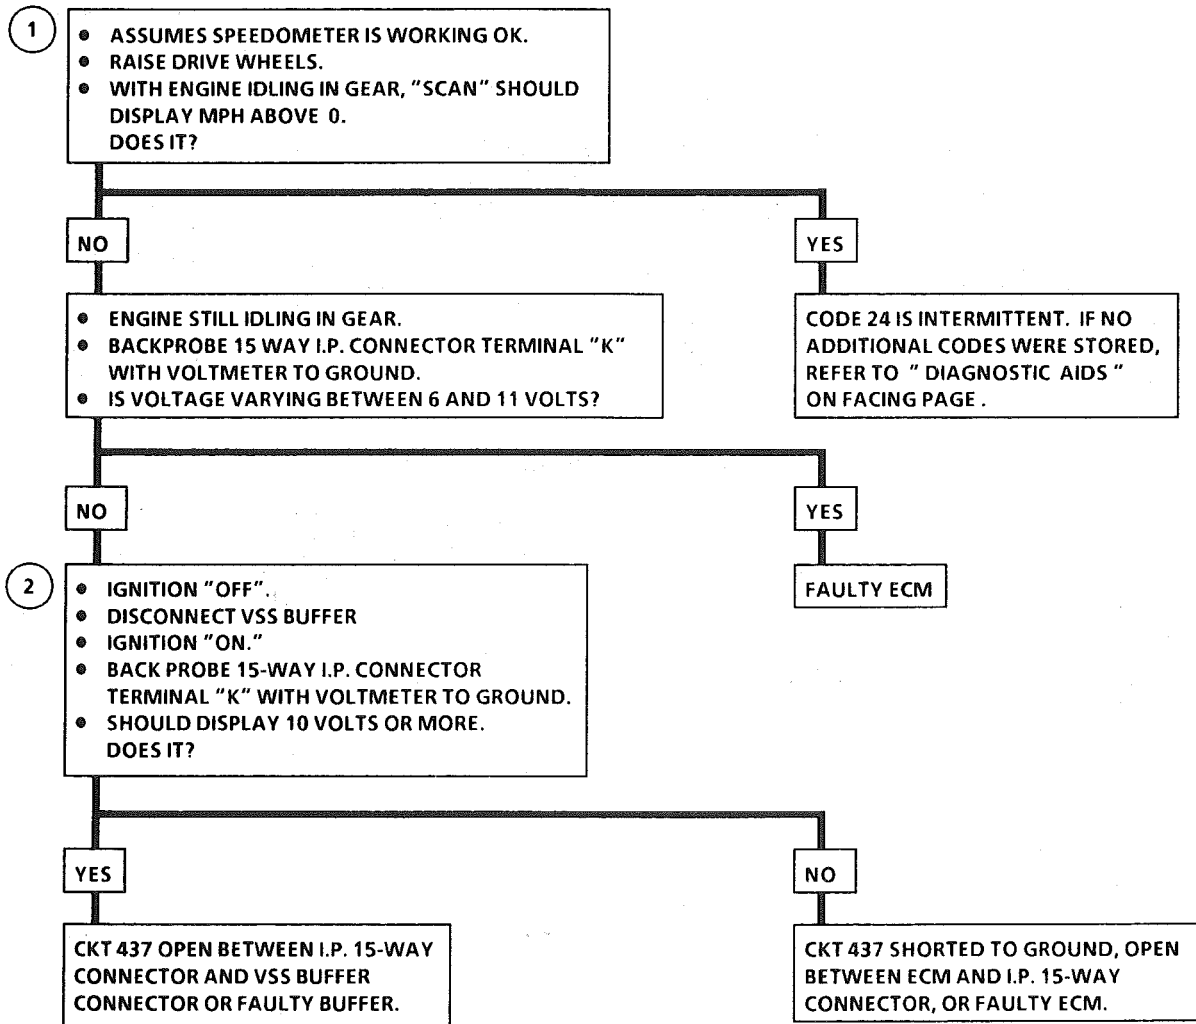 1
• ASSUMES SPEEDOMETER IS WORKING OK.
• RAISE DRIVE WHEELS.
• WITH ENGINE IDLING IN GEAR, "SCAN" SHOULD
DISPLAY MPH ABOVE 0.
DOES IT?
NO
YES
• ENGINE STILL IDLING IN GEAR.
• BACKPROBE 15 WAY I.P. CONNECTOR TERMINAL "K"
WITH VOLTMETER TO GROUND.
• IS VOLTAGE VARYING BETWEEN 6 AND 11 VOLTS?
CODE 24 IS INTERMITTENT. IF NO
ADDITIONAL CODES WERE STORED,
REFER TO " DIAGNOSTIC AIDS "
ON FACING PAGE .
NO
YES
2
• IGNITION "OFF".
• DISCONNECT VSS BUFFER
• IGNITION "ON."
• BACK PROBE 15-WAY I.P. CONNECTOR
TERMINAL "K" WITH VOLTMETER TO GROUND.
• SHOULD DISPLAY 10 VOLTS OR MORE.
DOES IT?
FAULTY ECM
YES
NO
CKT 437 OPEN BETWEEN I.P. 15-WAY
CONNECTOR AND VSS BUFFER
CONNECTOR OR FAULTY BUFFER.
CKT 437 SHORTED TO GROUND, OPEN
BETWEEN ECM AND I.P. 15-WAY
CONNECTOR, OR FAULTY ECM.